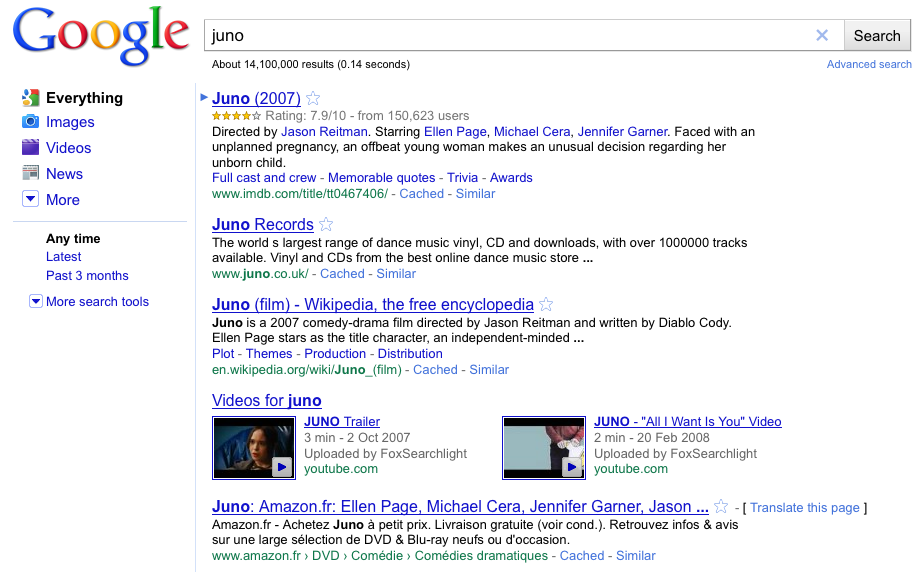 Google
juno
Search
About 14,100,000 results (0.14 seconds)
Advanced search
Everything
Images
Videos
News
More
Any time
Latest
Past 3 months
More search tools
Juno (2007)
Rating: 7.9/10 - from 150,623 users
Directed by Jason Reitman. Starring Ellen Page, Michael Cera, Jennifer Garner. Faced with an
unplanned pregnancy, an offbeat young woman makes an unusual decision regarding her
unborn child.
Full cast and crew - Memorable quotes - Trivia - Awards
www.imdb.com/title/tt0467406/ - Cached - Similar
Juno Records
The world s largest range of dance music vinyl, CD and downloads, with over 1000000 tracks
available. Vinyl and CDs from the best online dance music store ...
www.juno.co.uk/ - Cached - Similar
Juno (film) - Wikipedia, the free encyclopedia
Juno is a 2007 comedy-drama film directed by Jason Reitman and written by Diablo Cody.
Ellen Page stars as the title character, an independent-minded ...
Plot - Themes - Production - Distribution
en.wikipedia.org/wiki/Juno_(film) - Cached - Similar
Videos for juno
JUNO Trailer
3 min - 2 Oct 2007
Uploaded by FoxSearchlight
youtube.com
JUNO - "All I Want Is You" Video
2 min - 20 Feb 2008
Uploaded by FoxSearchlight
youtube.com
Juno: Amazon.fr: Ellen Page, Michael Cera, Jennifer Garner, Jason ... - [ Translate this page ]
Amazon.fr - Achetez Juno à petit prix. Livraison gratuite (voir cond.). Retrouvez infos & avis
sur une large sélection de DVD & Blu-ray neufs ou d'occasion.
www.amazon.fr › DVD › Comédie › Comédies dramatiques - Cached - Similar